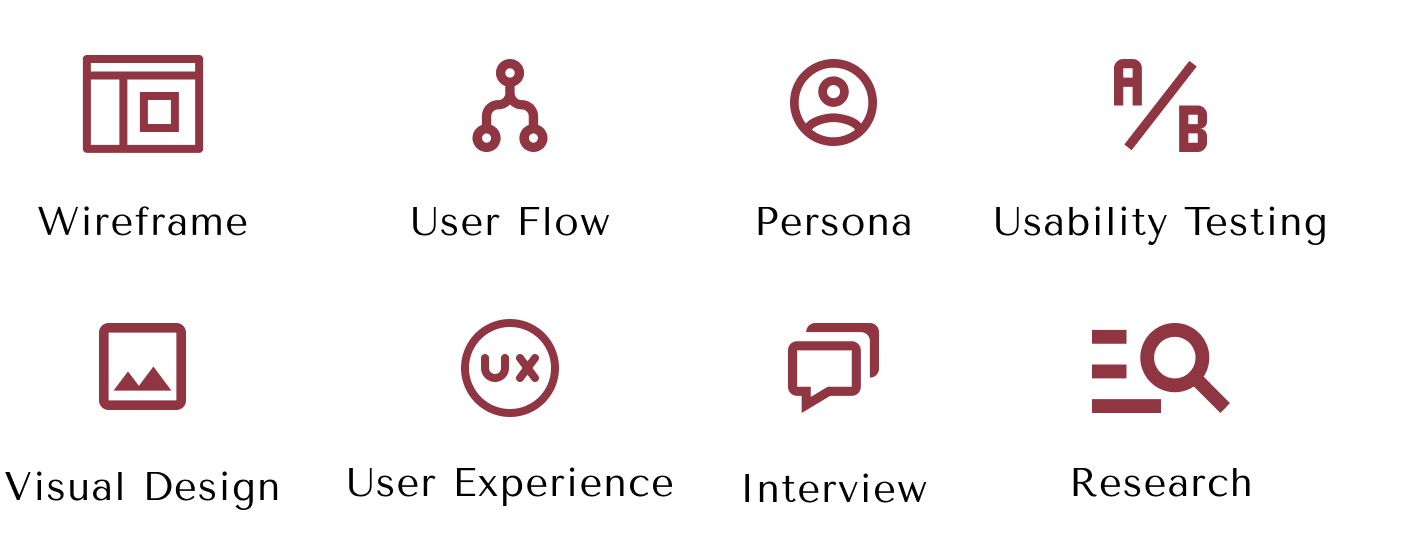 A/B
Wireframe
User Flow
Persona
Usability Testing
UX
Visual Design
User Experience
Interview
Research